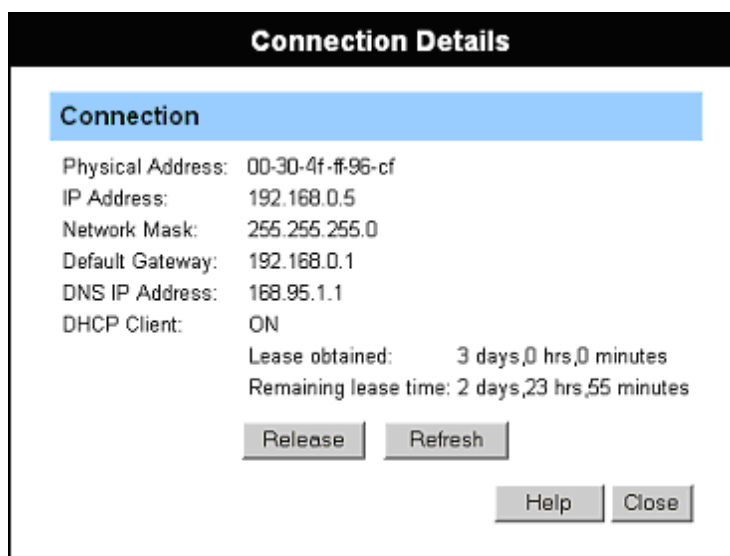 Connection Details
Connection
Physical Address: 00-30-4f-ff-96-cf
IP Address: 192.168.0.5
Network Mask: 255.255.255.0
Default Gateway: 192.168.0.1
DNS IP Address: 168.95.1.1
DHCP Client: ON
Lease obtained: 3 days,0 hrs,0 minutes
Remaining lease time: 2 days,23 hrs,55 minutes
Release Refresh
Help Close